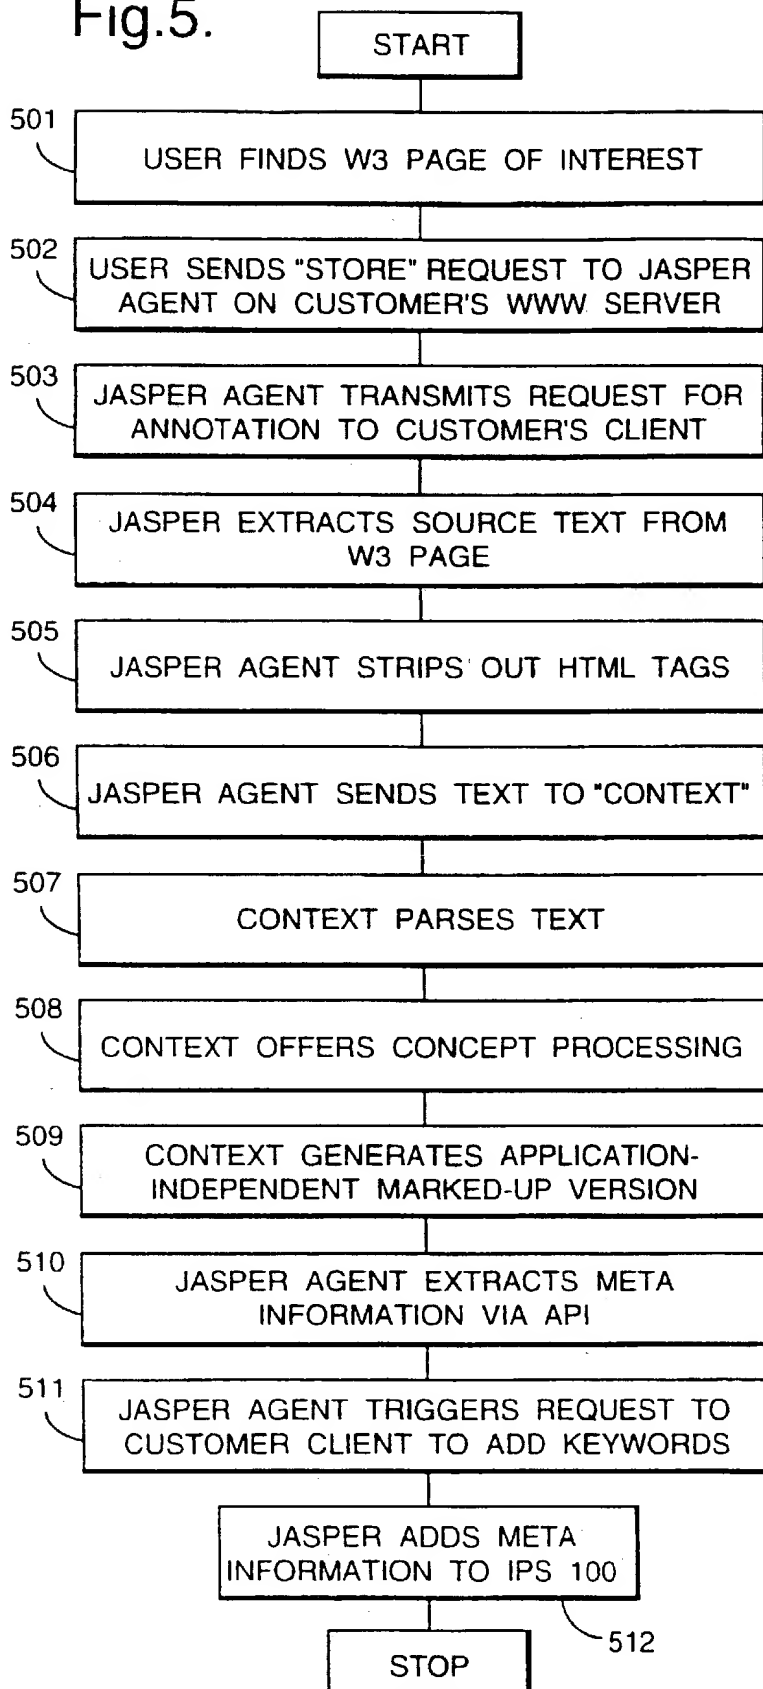 Fig.5.
START
501
USER FINDS W3 PAGE OF INTEREST
502
USER SENDS "STORE" REQUEST TO JASPER
AGENT ON CUSTOMER'S WWW SERVER
503
JASPER AGENT TRANSMITS REQUEST FOR
ANNOTATION TO CUSTOMER'S CLIENT
504
JASPER EXTRACTS SOURCE TEXT FROM
W3 PAGE
505
JASPER AGENT STRIPS OUT HTML TAGS
506
JASPER AGENT SENDS TEXT TO "CONTEXT"
507
CONTEXT PARSES TEXT
508
CONTEXT OFFERS CONCEPT PROCESSING
509
CONTEXT GENERATES APPLICATION-
INDEPENDENT MARKED-UP VERSION
510
JASPER AGENT EXTRACTS META
INFORMATION VIA API
511
JASPER AGENT TRIGGERS REQUEST TO
CUSTOMER CLIENT TO ADD KEYWORDS
JASPER ADDS META
INFORMATION TO IPS 100
512
STOP